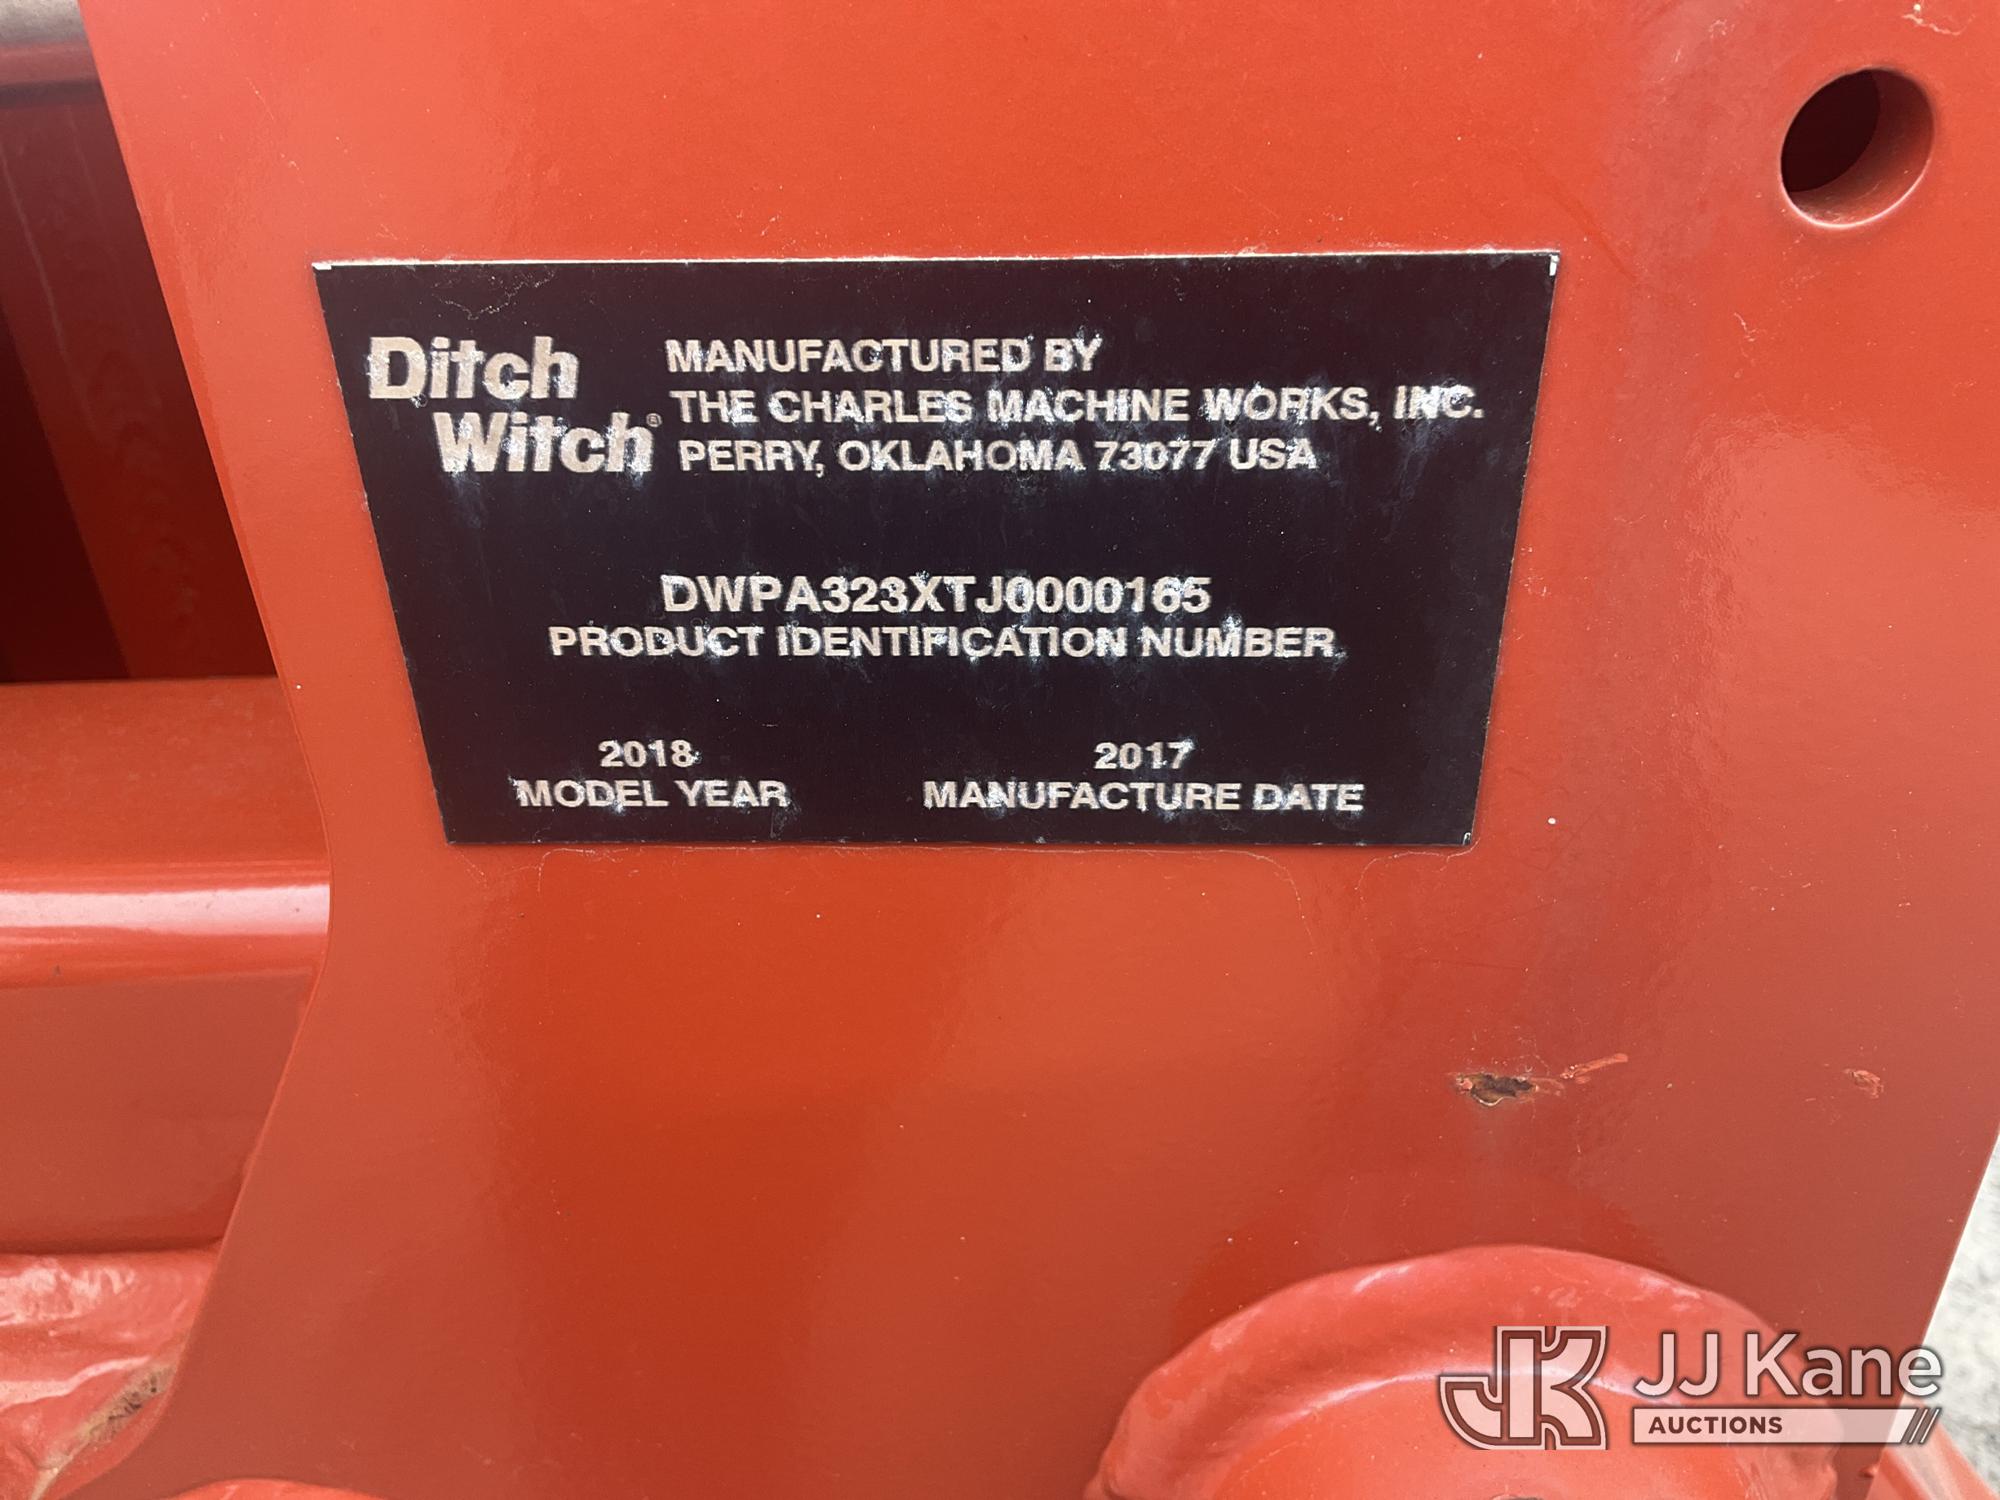 Ditch
Witch®
MANUFACTURED BY
THE CHARLES MACHINE WORKS, INC.
PERRY, OKLAHOMA 73077 USA
DWPA323XTJ0000165
PRODUCT IDENTIFICATION NUMBER
2018
MODEL YEAR
2017
MANUFACTURE DATE
JK
JJ Kane
AUCTIONS